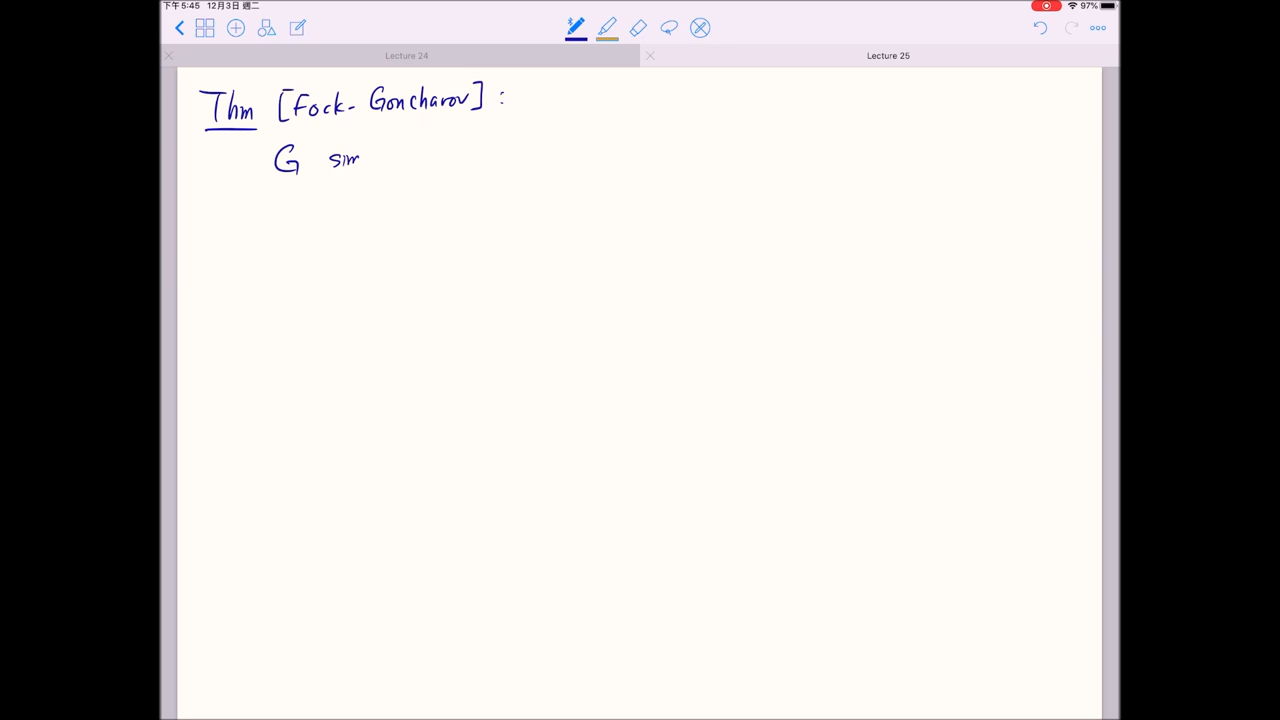 下午5:45 12月3日 週二 97%
Lecture 24 Lecture 25
Thm [Fock-Goncharov]:
G sim